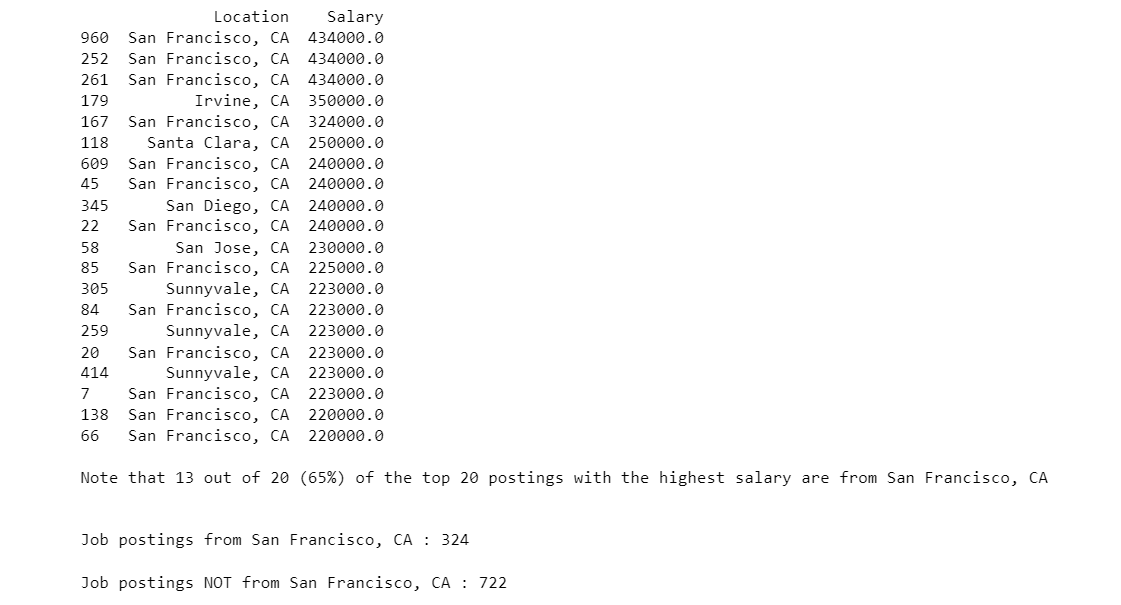 Location Salary
960 San Francisco, CA 434000.0
252 San Francisco, CA 434000.0
261 San Francisco, CA 434000.0
179 Irvine, CA 350000.0
167 San Francisco, CA 324000.0
118 Santa Clara, CA 250000.0
609 San Francisco, CA 240000.0
45 San Francisco, CA 240000.0
345 San Diego, CA 240000.0
22 San Francisco, CA 240000.0
58 San Jose, CA 230000.0
85 San Francisco, CA 225000.0
305 Sunnyvale, CA 223000.0
84 San Francisco, CA 223000.0
259 Sunnyvale, CA 223000.0
20 San Francisco, CA 223000.0
414 Sunnyvale, CA 223000.0
7 San Francisco, CA 223000.0
138 San Francisco, CA 220000.0
66 San Francisco, CA 220000.0
Note that 13 out of 20 (65%) of the top 20 postings with the highest salary are from San Francisco, CA
Job postings from San Francisco, CA : 324
Job postings NOT from San Francisco, CA : 722